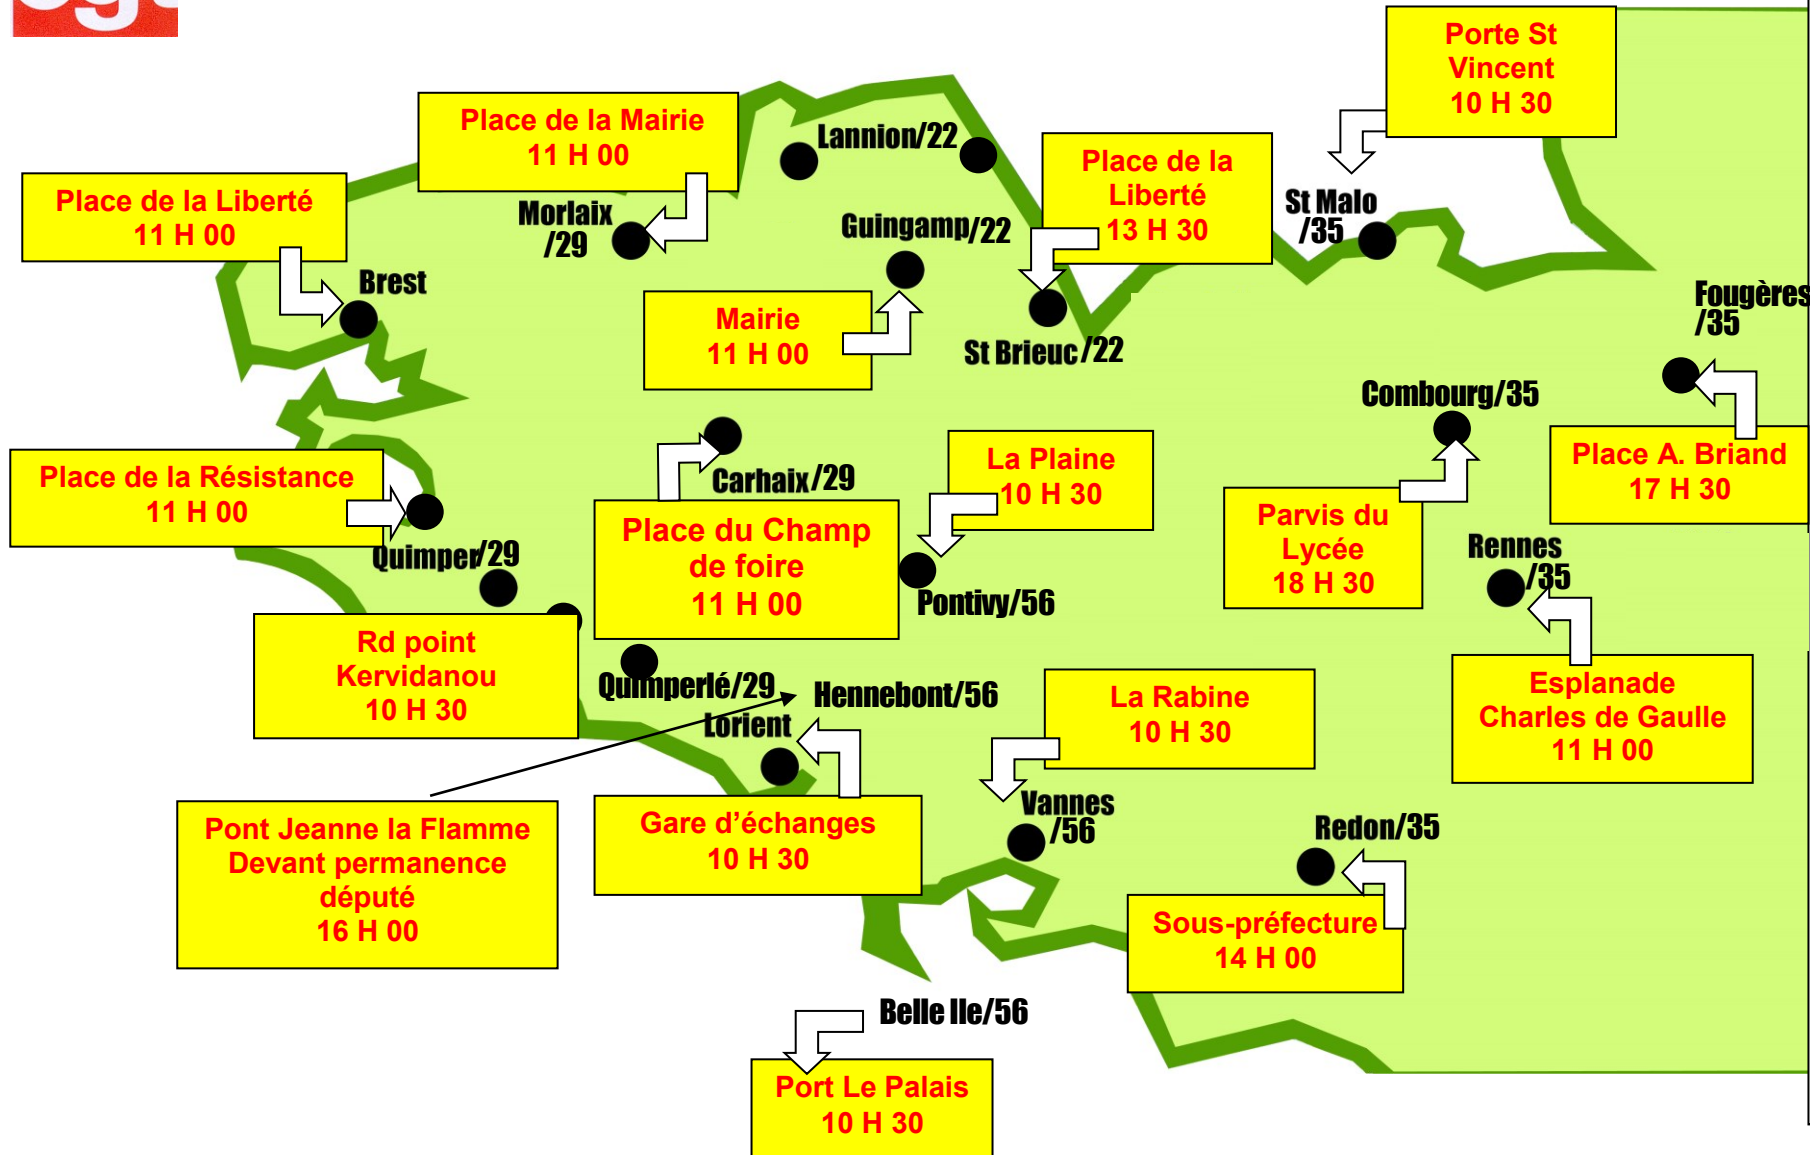 Porte St
Vincent
10 H 30
Place de la Mairie
11 H 00
Lannion/22
Place de la
Liberté
13 H 30
Place de la Liberté
11 H 00
Morlaix
/29
Guingamp/22
St Malo
/35
Brest
Mairie
11 H 00
St Brieuc/22
Fougères
/35
Combourg/35
Place A. Briand
17 H 30
Place de la Résistance
11 H 00
Quimper/29
Carhaix/29
Place du Champ
de foire
11 H 00
La Plaine
10 H 30
Pontivy/56
Parvis du
Lycée
18 H 30
Rennes
/35
Esplanade
Charles de Gaulle
11 H 00
Rd point
Kervidanou
10 H 30
Quimperlé/29
Hennebont/56
Lorient
La Rabine
10 H 30
Pont Jeanne la Flamme
Devant permanence
député
16 H 00
Gare d’échanges
10 H 30
Vannes
/56
Redon/35
Sous-préfecture
14 H 00
Belle Ile/56
Port Le Palais
10 H 30